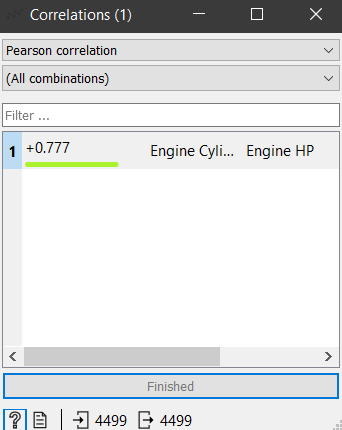 Correlations (1)
Pearson correlation
(All combinations)
Filter ...
1 +0.777 Engine Cyli... Engine HP
Finished
? 4499 4499